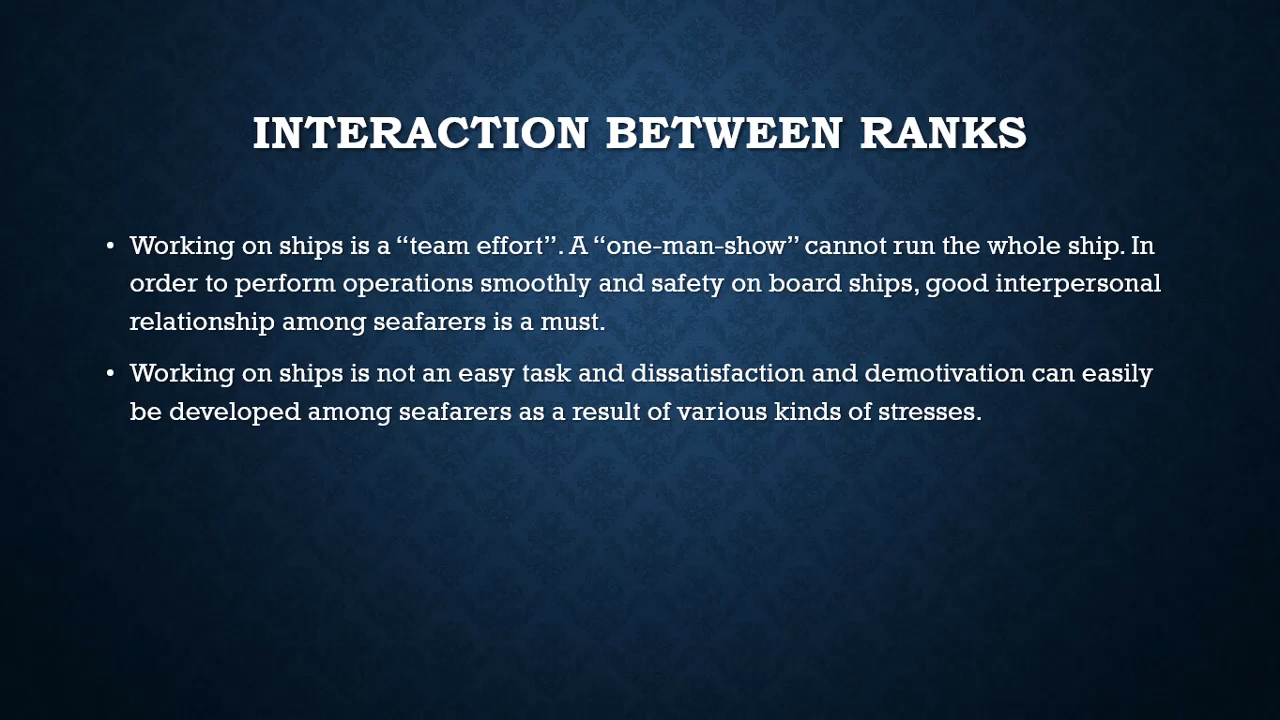 INTERACTION BETWEEN RANKS
• Working on ships is a “team effort”. A “one-man-show” cannot run the whole ship. In
order to perform operations smoothly and safety on board ships, good interpersonal
relationship among seafarers is a must.
• Working on ships is not an easy task and dissatisfaction and demotivation can easily
be developed among seafarers as a result of various kinds of stresses.